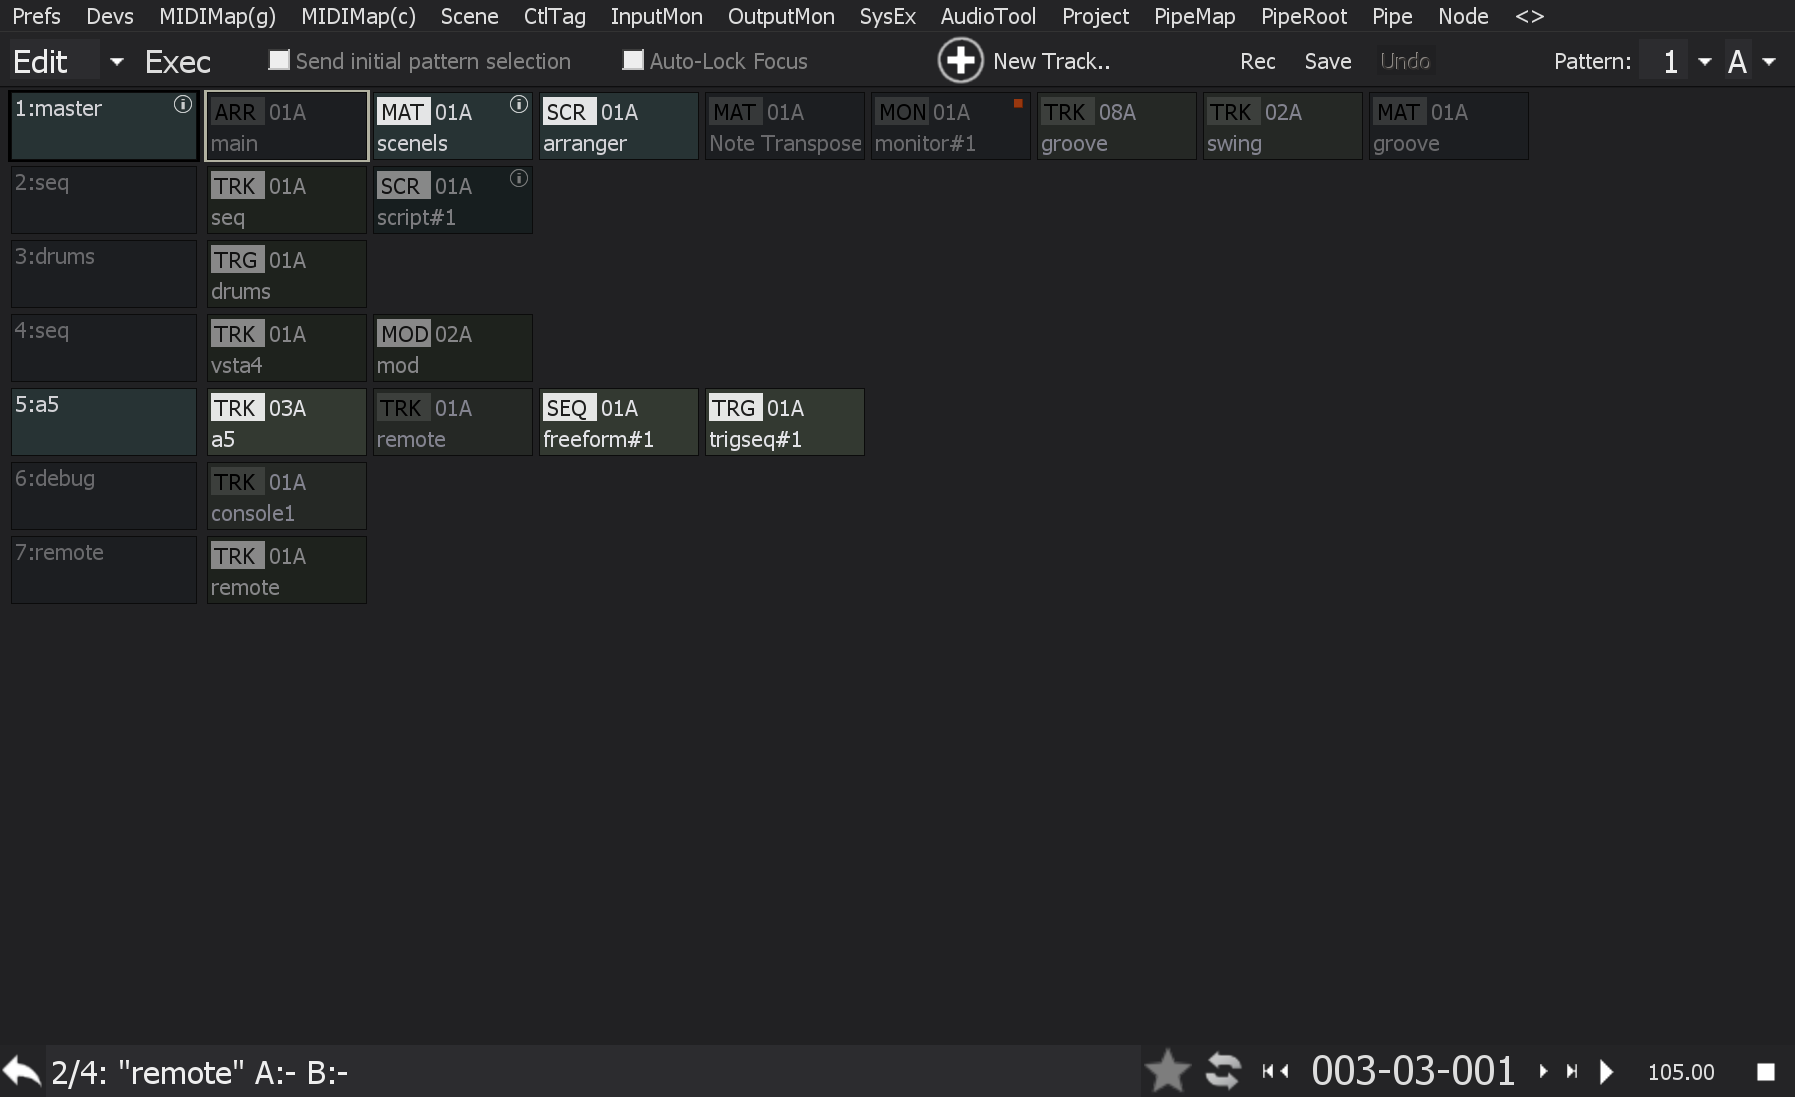 Prefs Devs MIDIMap(g) MIDIMap(c) Scene CtlTag InputMon OutputMon SysEx AudioTool Project PipeMap PipeRoot Pipe Node <>
Edit Exec Send initial pattern selection Auto-Lock Focus New Track.. Rec Save Undo Pattern: 1 A
1:master ARR 01A MAT 01A SCR 01A MAT 01A MON 01A TRK 08A TRK 02A MAT 01A
main scenels arranger Note Transpose monitor#1 groove swing groove
2:seq TRK 01A SCR 01A
seq script#1
3:drums TRG 01A
drums
4:seq TRK 01A MOD 02A
vsta4 mod
5:a5 TRK 03A TRK 01A SEQ 01A TRG 01A
a5 remote freeform#1 trigseq#1
6:debug TRK 01A
console1
7:remote TRK 01A
remote
2/4: "remote" A:- B:- 003-03-001 105.00